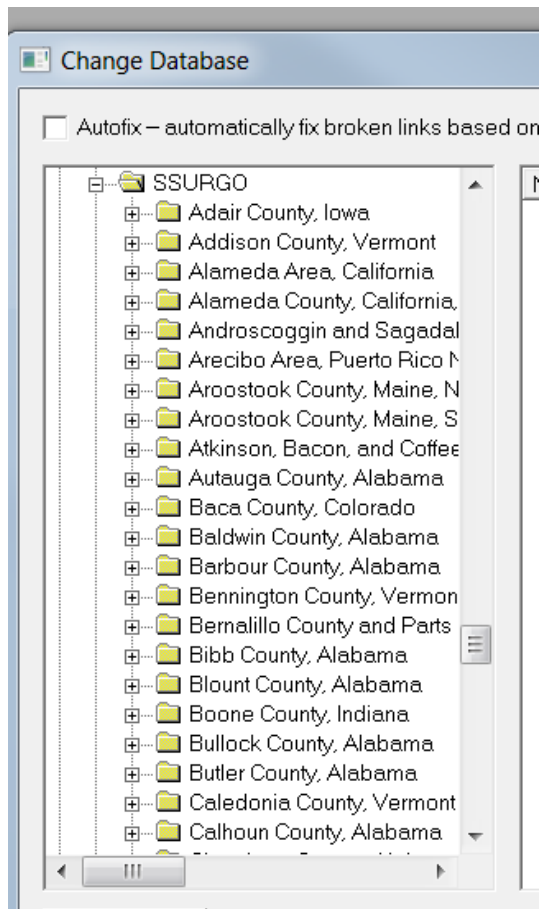 Change Database
Autofix – automatically fix broken links based on
SSURGO
Adair County, Iowa
Addison County, Vermont
Alameda Area, California
Alameda County, California,
Androscoggin and Sagadal
Arecibo Area, Puerto Rico N
Aroostook County, Maine, N
Aroostook County, Maine, S
Atkinson, Bacon, and Coffee
Autauga County, Alabama
Baca County, Colorado
Baldwin County, Alabama
Barbour County, Alabama
Bennington County, Vermon
Bernalillo County and Parts
Bibb County, Alabama
Blount County, Alabama
Boone County, Indiana
Bullock County, Alabama
Butler County, Alabama
Caledonia County, Vermont
Calhoun County, Alabama